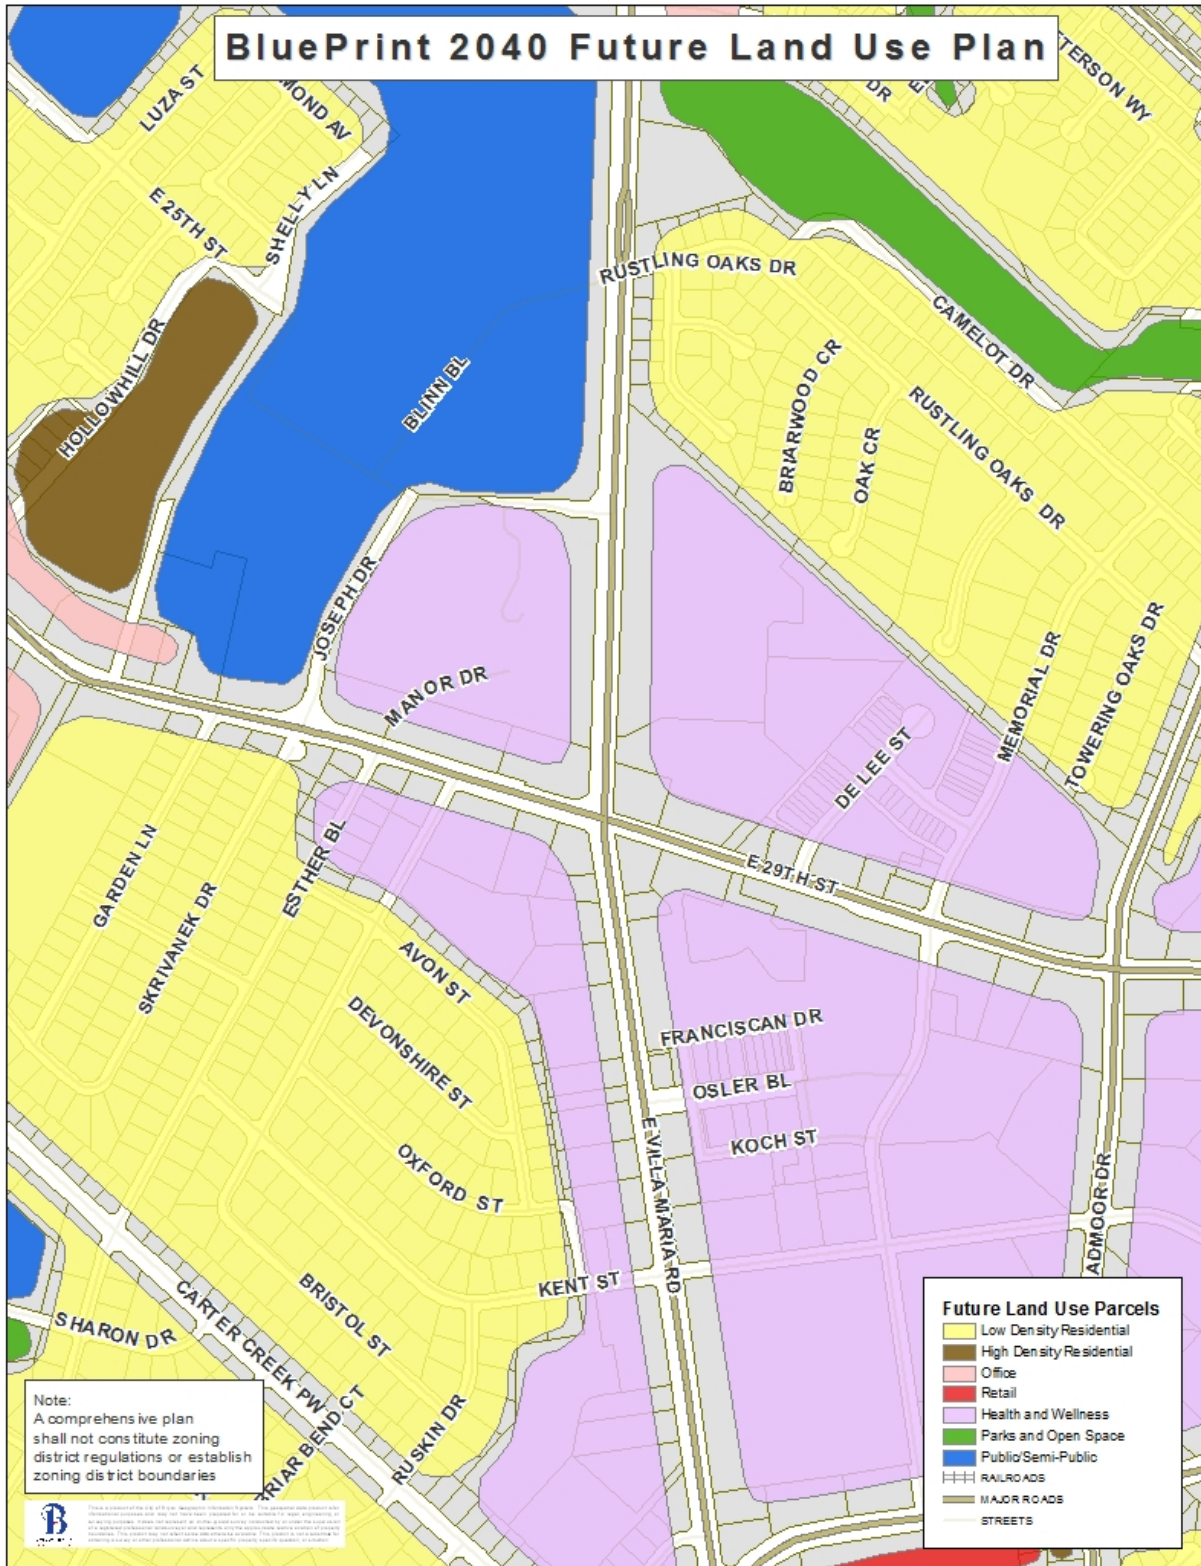 BluePrint 2040 Future Land Use Plan
LUZA ST
MOND AV
DR
TERSON WY
E 25TH ST
SHELLY LN
RUSTLING OAKS DR
HOLLOWHILL DR
BLINN BL
CAMELOT DR
BRIARWOOD CR
OAK CR
RUSTLING OAKS DR
JOSEPH DR
MANOR DR
MEMORIAL DR
TOWERING OAKS DR
DE LEE ST
GARDEN LN
ESTHER BL
E 29TH ST
SKRIVANEK DR
AVON ST
DEVONSHIRE ST
FRANCISCAN DR
OSLER BL
KOCH ST
OXFORD ST
E VILLA MARIA RD
ADMOOR DR
KENT ST
BRISTOL ST
SHARON DR
CARTER CREEK PW
BRIAR BEND CT
RUSKIN DR
Note:
A comprehensive plan
shall not constitute zoning
district regulations or establish
zoning district boundaries
B
Future Land Use Parcels
Low Density Residential
High Density Residential
Office
Retail
Health and Wellness
Parks and Open Space
Public/Semi-Public
RAILROADS
MAJOR ROADS
STREETS